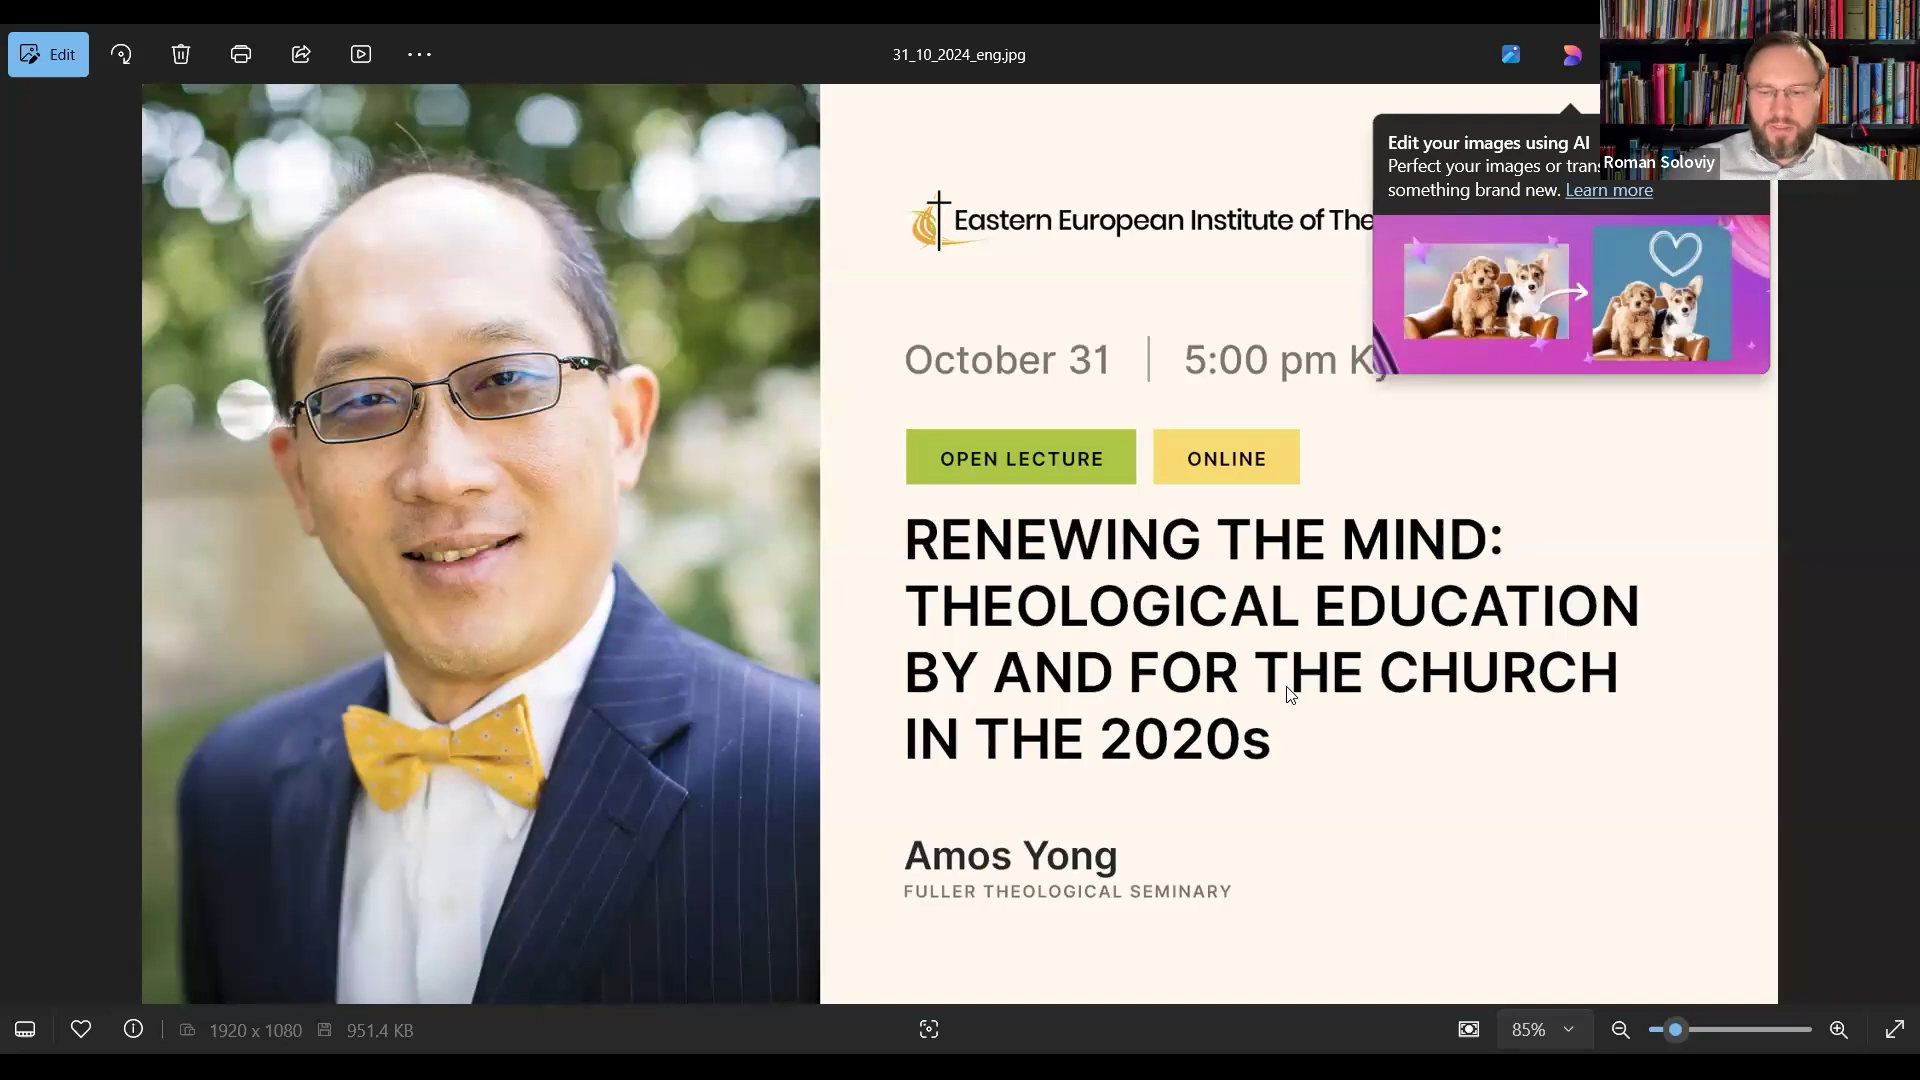 Edit
31_10_2024_eng.jpg
Edit your images using AI
Perfect your images or
something brand new. Learn more
Roman Soloviy
Eastern European Institute of
October 31 | 5:00 pm
OPEN LECTURE
ONLINE
RENEWING THE MIND:
THEOLOGICAL EDUCATION
BY AND FOR THE CHURCH
IN THE 2020s
Amos Yong
FULLER THEOLOGICAL SEMINARY
1920 x 1080
951.4 KB
85%